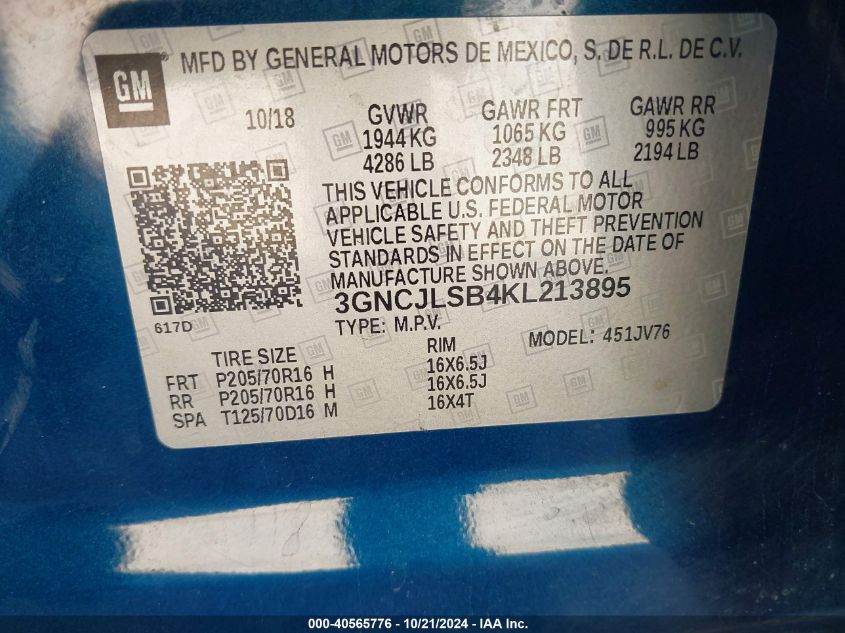 GM
MFD BY GENERAL MOTORS DE MEXICO, S. DE R.L. DE C.V.
10/18 GVWR GAWR FRT GAWR RR
1944 KG 1065 KG 995 KG
4286 LB 2348 LB 2194 LB
THIS VEHICLE CONFORMS TO ALL
APPLICABLE U.S. FEDERAL MOTOR
VEHICLE SAFETY AND THEFT PREVENTION
STANDARDS IN EFFECT ON THE DATE OF
MANUFACTURE SHOWN ABOVE.
3GNCJLSB4KL213895
617D
TYPE: M.P.V. MODEL: 451JV76
TIRE SIZE RIM
FRT P205/70R16 H 16X6.5J
RR P205/70R16 H 16X6.5J
SPA T125/70D16 M 16X4T
000-40565776 - 10/21/2024 - IAA Inc.